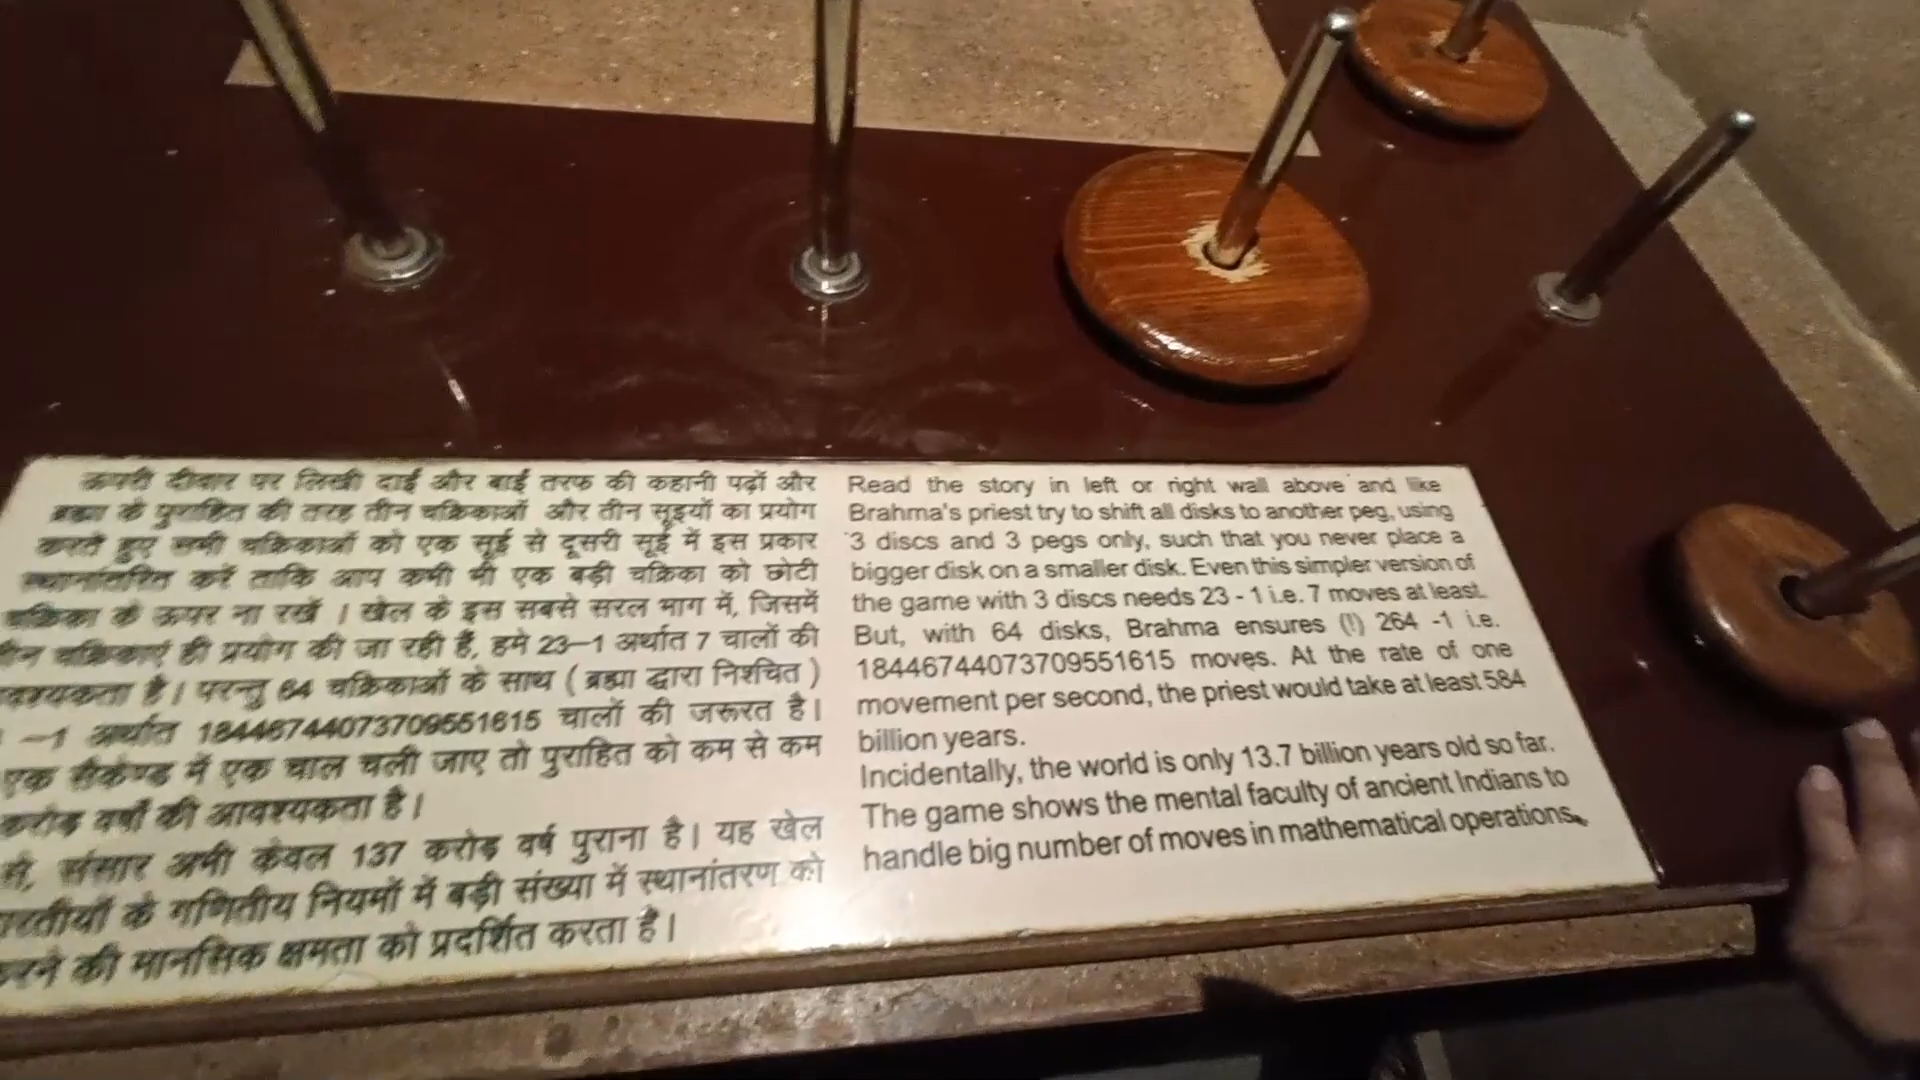 ऊपरी दीवार पर लिखी दाईं और बाईं तरफ की कहानी पढ़ों और
ब्रह्मा के पुराहित की तरह तीन चक्रिकाओं और तीन सूइयों का प्रयोग
करते हुए सभी चक्रिकाओं को एक सूई से दूसरी सूई में इस प्रकार
स्थानांतरित करें ताकि आप कभी भी एक बड़ी चक्रिका को छोटी
चक्रिका के ऊपर ना रखें । खेल के इस सबसे सरल भाग में, जिसमें
चक्रिकाएं ही प्रयोग की जा रही हैं, हमे 23–1 अर्थात 7 चालों की
है। परन्तु 64 चक्रिकाओं के साथ ( ब्रह्मा द्वारा निश्चित )
–1 अर्थात 18446744073709551615 चालों की जरूरत है।
एक सैकेण्ड में एक चाल चली जाए तो पुराहित को कम से कम
करोड़ वर्षों की आवश्यकता है।
से, संसार अभी केवल 137 करोड़ वर्ष पुराना है। यह खेल
के गणितीय नियमों में बड़ी संख्या में स्थानांतरण को
की मानसिक क्षमता को प्रदर्शित करता है।
Read the story in left or right wall above and like
Brahma's priest try to shift all disks to another peg, using
3 discs and 3 pegs only, such that you never place a
bigger disk on a smaller disk. Even this simpler version of
the game with 3 discs needs 23 - 1 i.e. 7 moves at least.
But, with 64 disks, Brahma ensures (!) 264 -1 i.e.
18446744073709551615 moves. At the rate of one
movement per second, the priest would take at least 584
billion years.
Incidentally, the world is only 13.7 billion years old so far.
The game shows the mental faculty of ancient Indians to
handle big number of moves in mathematical operations.